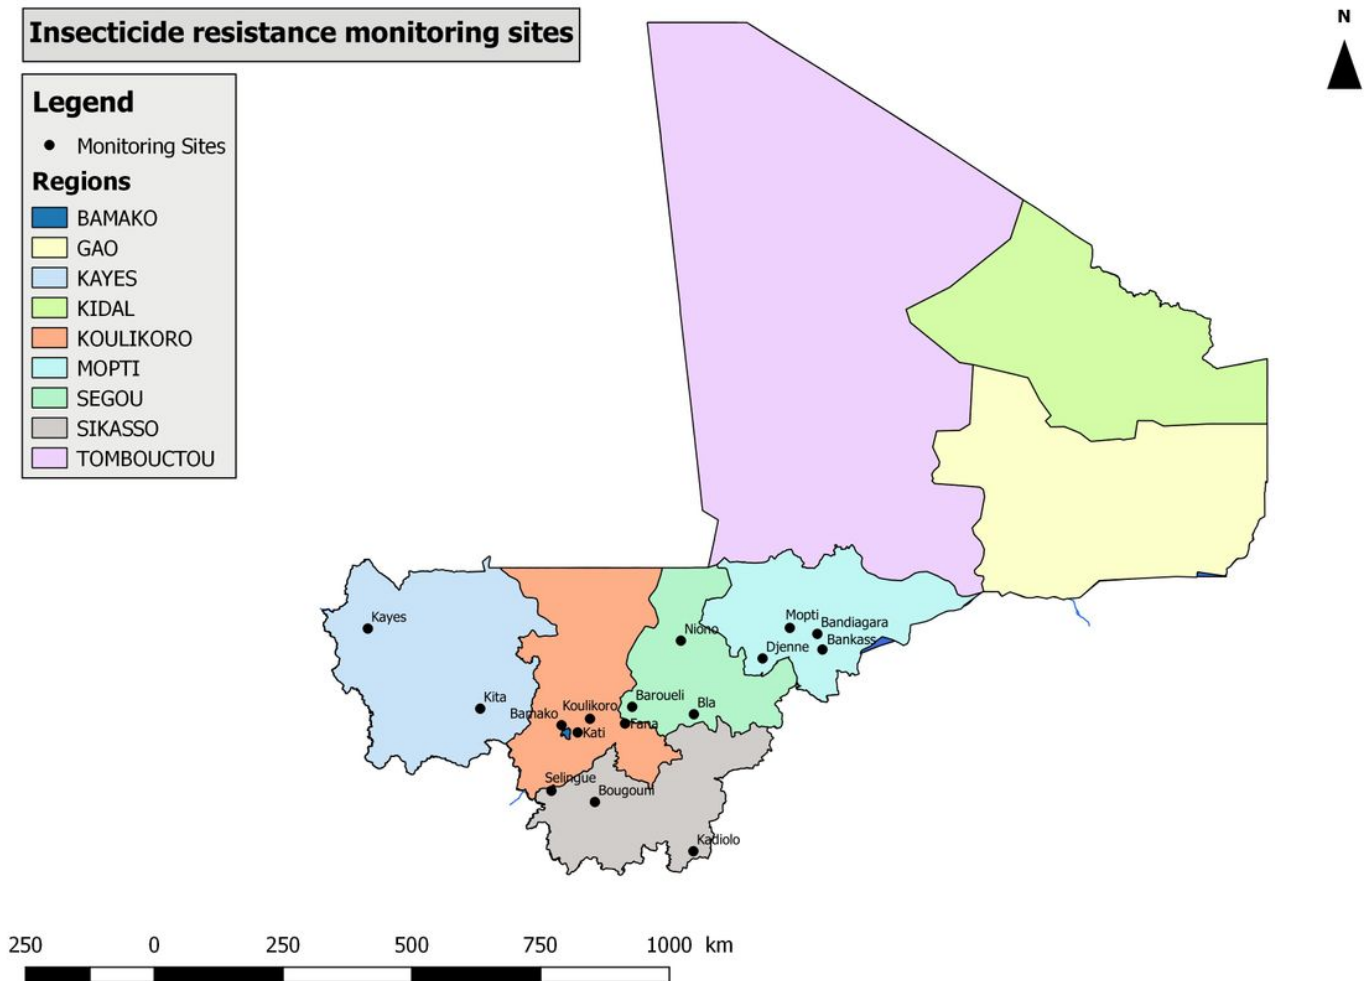 Insecticide resistance monitoring sites
N
Legend
Monitoring Sites
Regions
BAMAKO
GAO
KAYES
KIDAL
KOULIKORO
MOPTI
SEGOU
SIKASSO
TOMBOUCTOU
Kayes
Mopti
Bandiagara
Niono
Bankass
Djenne
Kita
Baroueli
Koulikoro
Bla
Bamako
Fana
Kati
Selingue
Bougouni
Kadiolo
250 0 250 500 750 1000 km